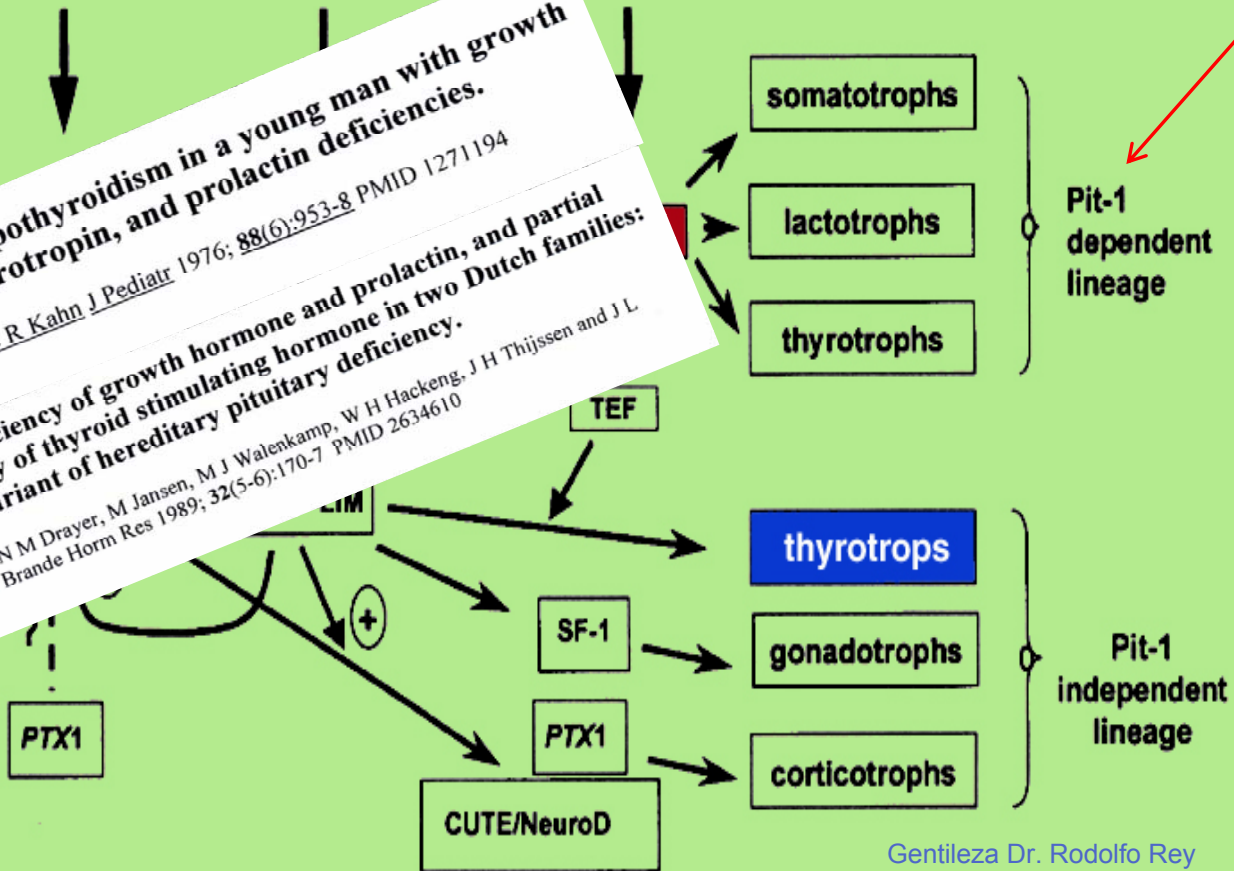 growth
pothyroidism in a young man with growth
rotropin, and prolactin deficiencies.
R Kahn J Pediatr 1976; 88(6):953-8 PMID 1271194
ciency of growth hormone and prolactin, and partial
y of thyroid stimulating hormone in two Dutch families:
ariant of hereditary pituitary deficiency.
N M Drayer, M Jansen, M J Walenkamp, W H Hackeng, J H Thijssen and J L
Brande Horm Res 1989; 32(5-6):170-7 PMID 2634610
somatotrophs
lactotrophs
thyrotrophs
Pit-1
dependent
lineage
TEF
LIM
thyrotrops
SF-1
gonadotrophs
Pit-1
independent
lineage
?
+
PTX1
PTX1
corticotrophs
CUTE/NeuroD
Gentileza Dr. Rodolfo Rey